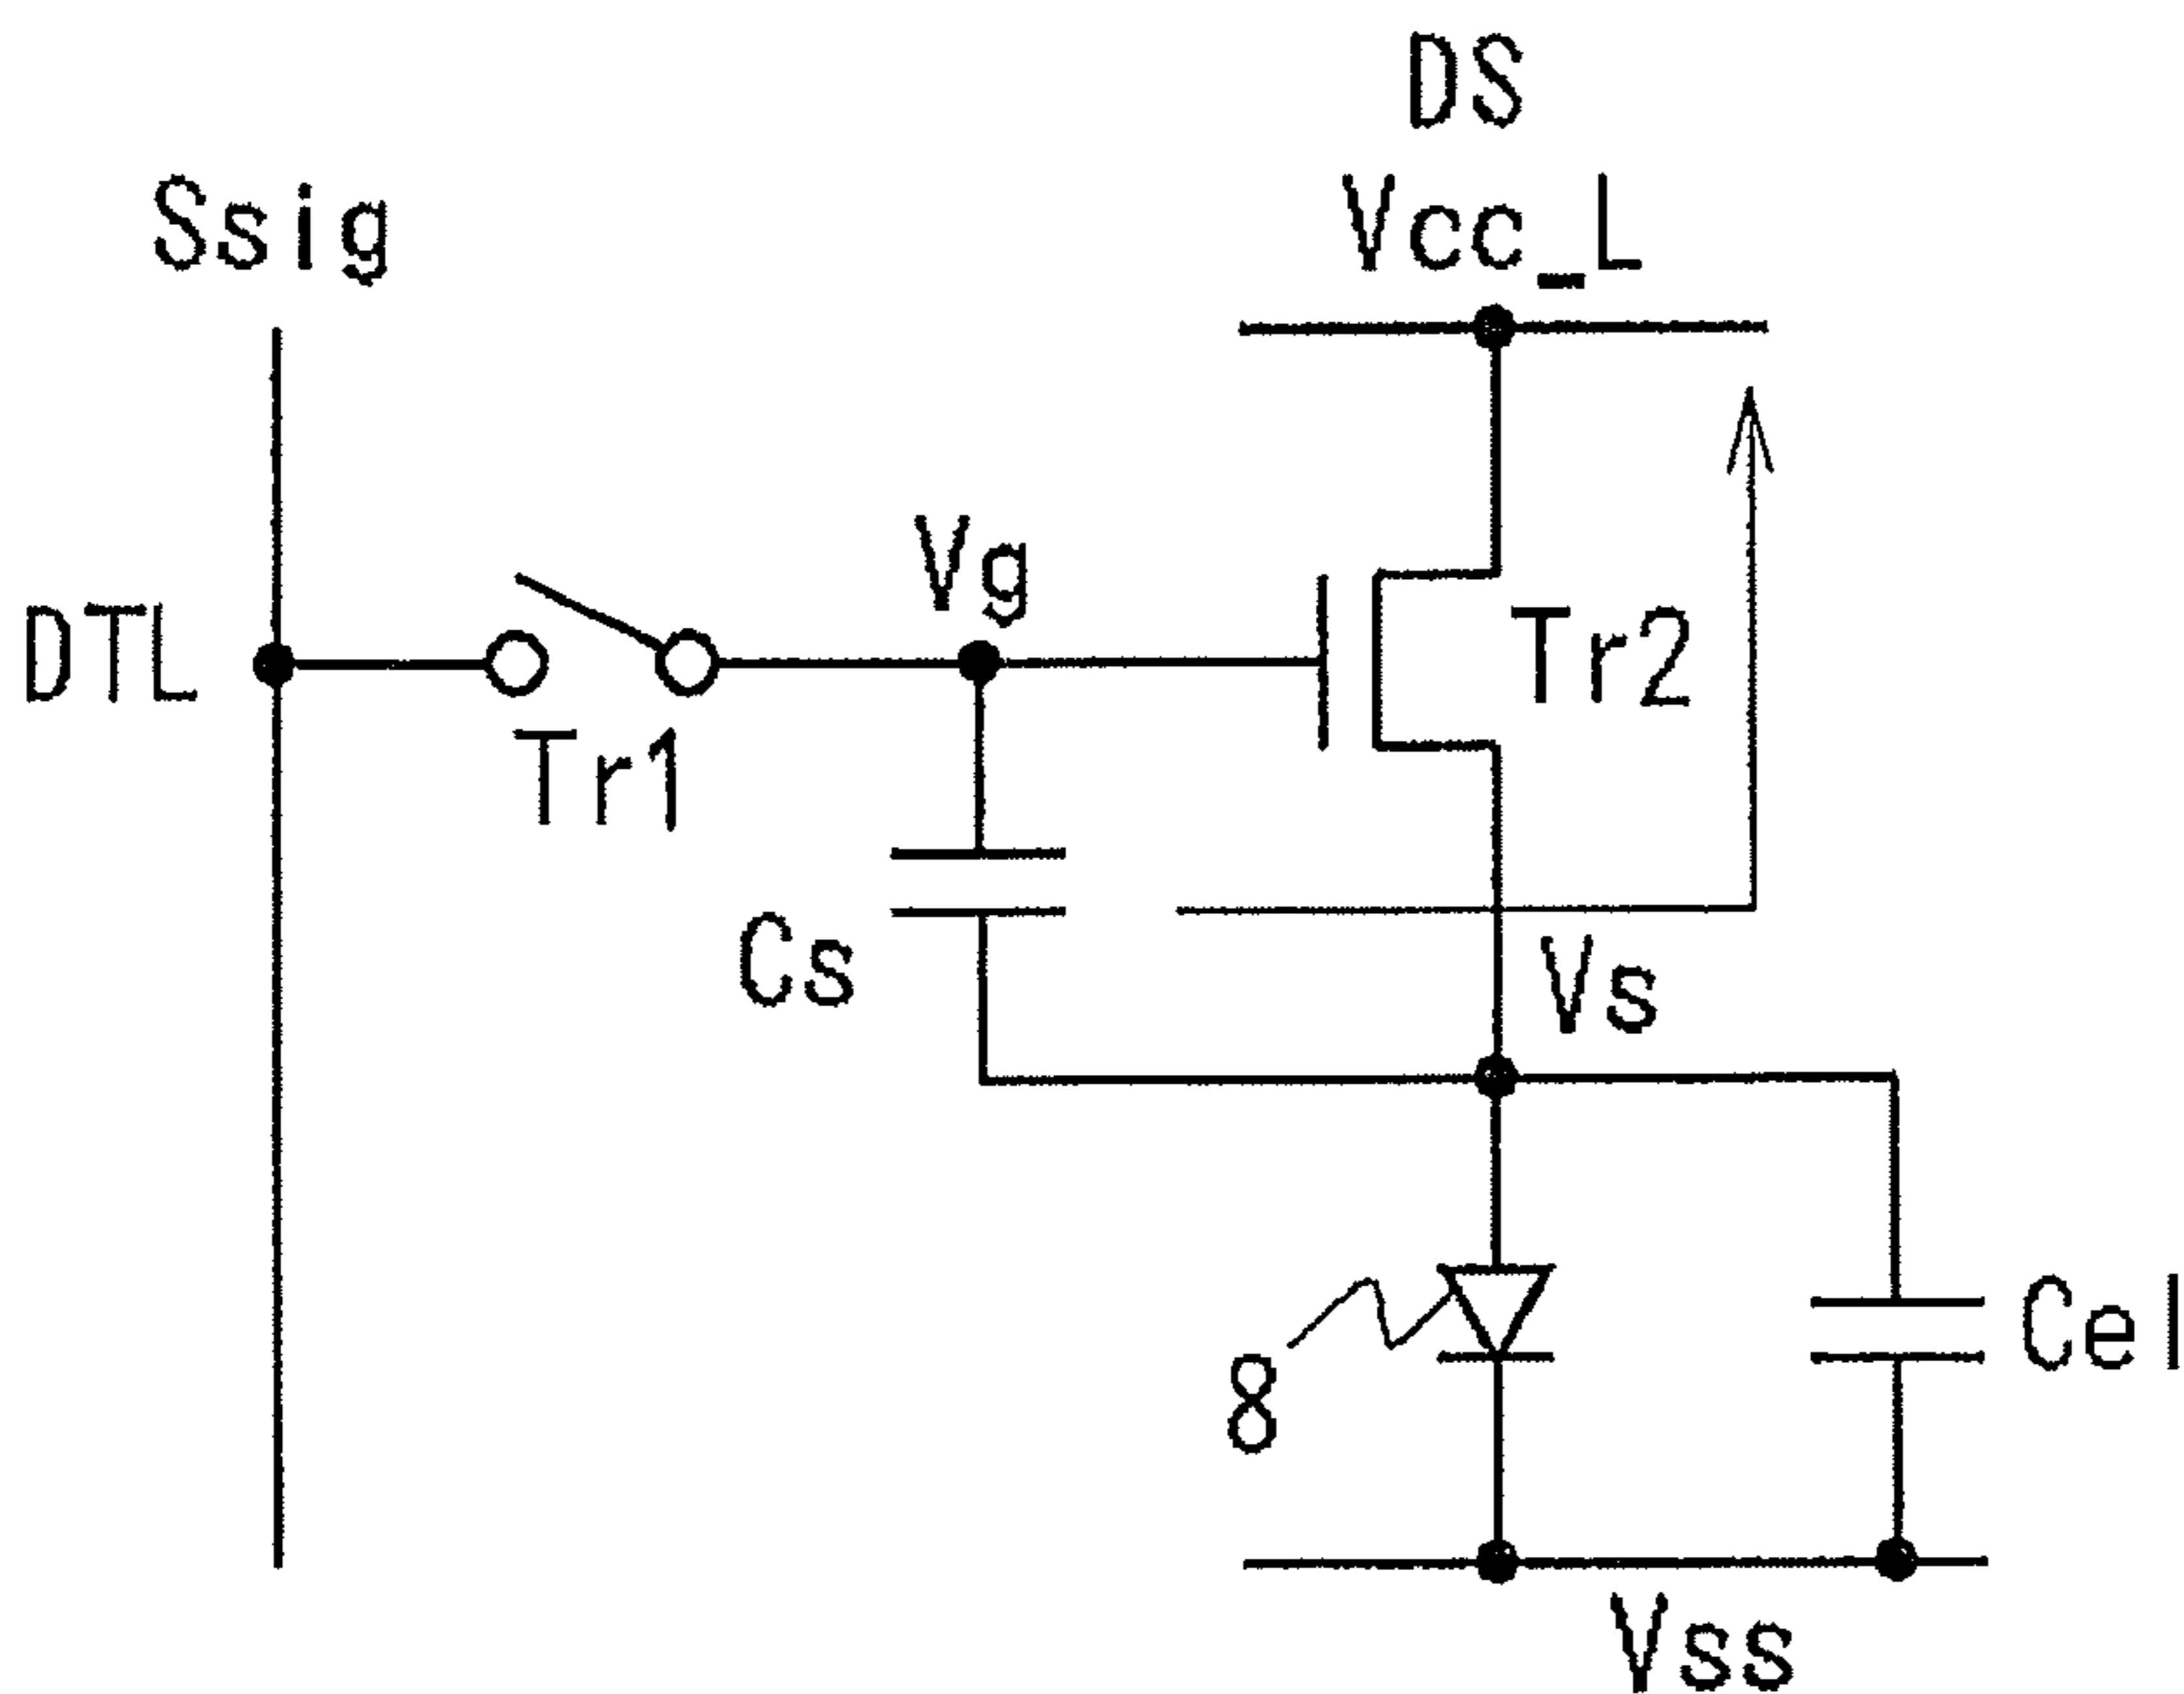 DS
Ssig
Vcc_L
Vg
DTL
Tr2
Tr1
Cs
Vs
Cel
8
Vss